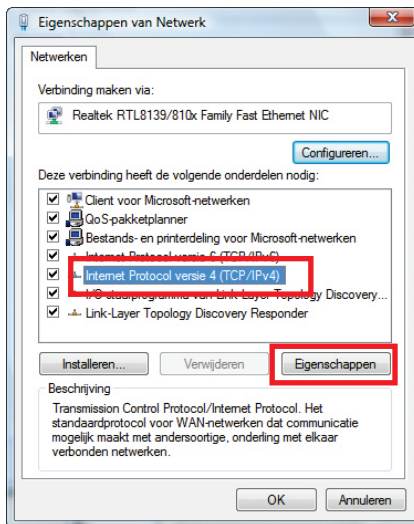 Eigenschappen van Netwerk
Netwerken
Verbinding maken via:
Realtek RTL8139/810x Family Fast Ethernet NIC
Configureren...
Deze verbinding heeft de volgende onderdelen nodig:
Client voor Microsoft-netwerken
QoS-pakketplanner
Bestands- en printerdeling voor Microsoft-netwerken
Internet Protocol versie 6 (TCP/IPv6)
Internet Protocol versie 4 (TCP/IPv4)
I/O-stuurprogramma van Link-Layer Topology Discovery...
Link-Layer Topology Discovery Responder
Installeren...
Verwijderen
Eigenschappen
Beschrijving
Transmission Control Protocol/Internet Protocol. Het
standaardprotocol voor WAN-netwerken dat communicatie
mogelijk maakt met andersoortige, onderling met elkaar
verbonden netwerken.
OK
Annuleren